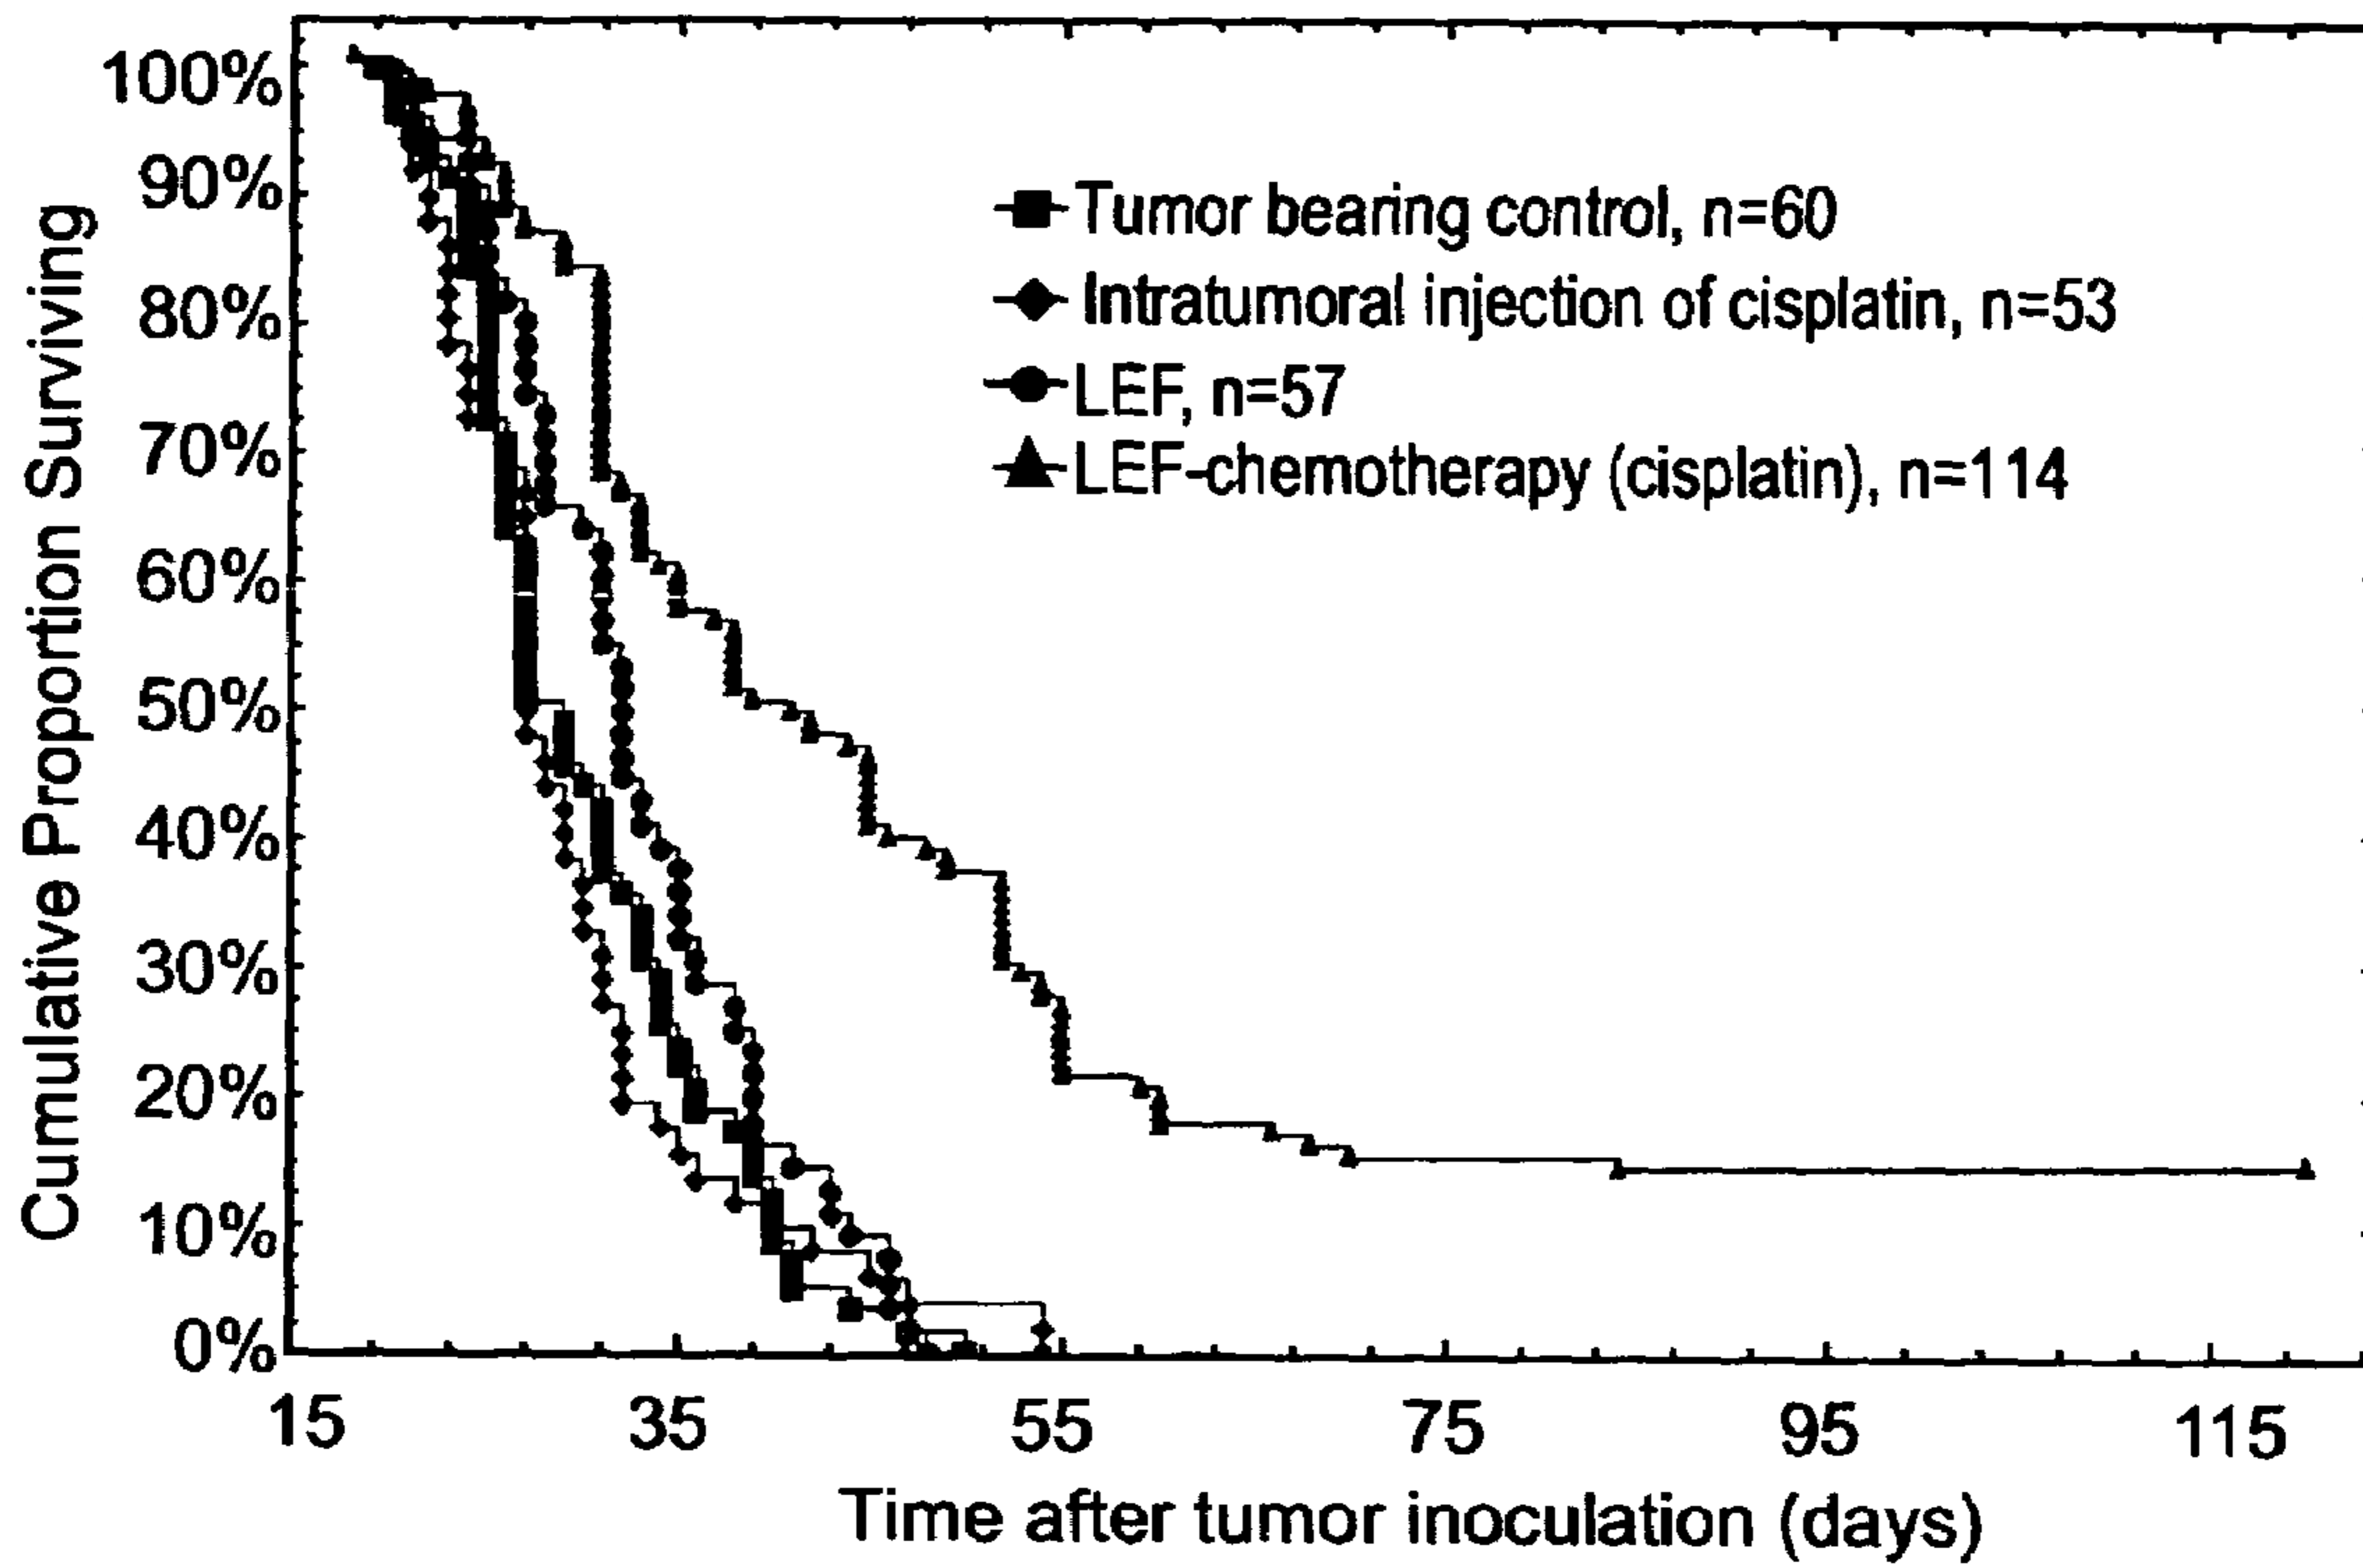 Cumulative Proportion Surviving
100%
90%
80%
70%
60%
50%
40%
30%
20%
10%
0%
Tumor bearing control, n=60
Intratumoral injection of cisplatin, n=53
LEF, n=57
LEF-chemotherapy (cisplatin), n=114
15 35 55 75 95 115
Time after tumor inoculation (days)